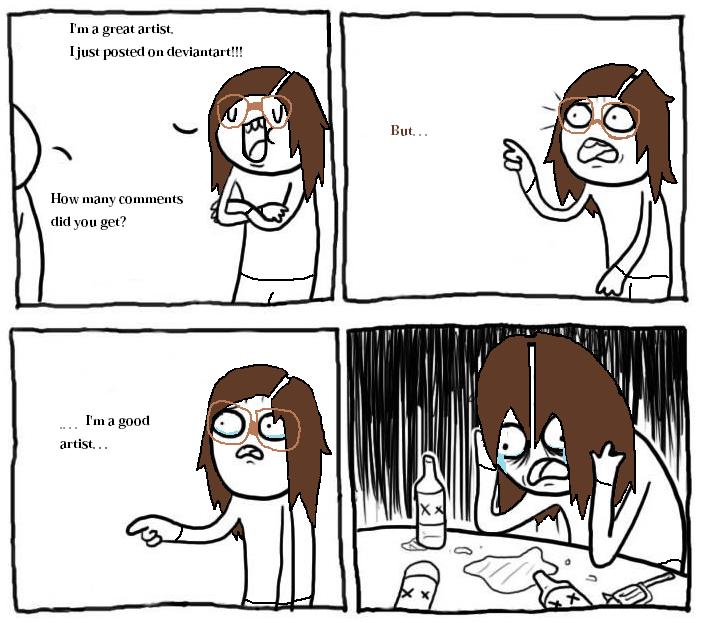 I'm a great artist.
I just posted on deviantart!!!
How many comments
did you get?
But. . .
.... I'm a good
artist. . .
X X
X X
X X